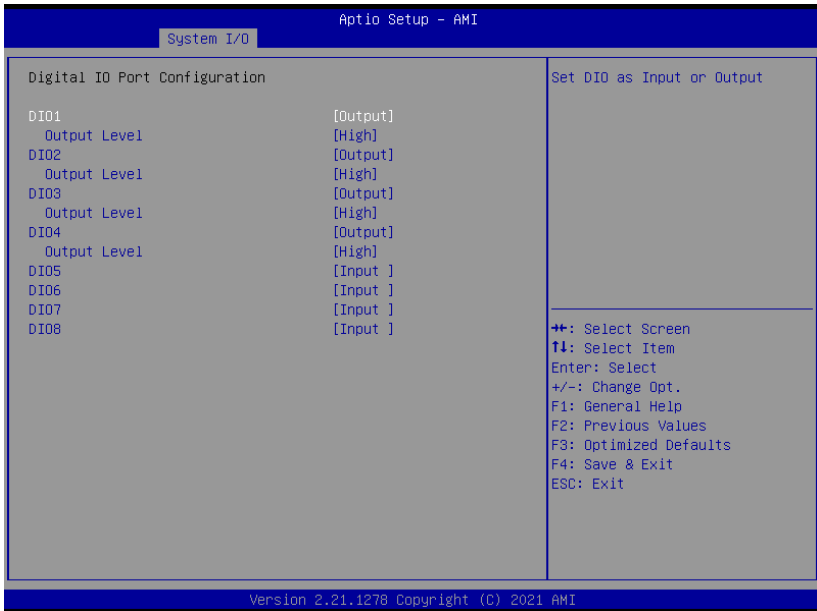 Aptio Setup – AMI
System I/O
Digital IO Port Configuration
DIO1 [Output]
Output Level [High]
DIO2 [Output]
Output Level [High]
DIO3 [Output]
Output Level [High]
DIO4 [Output]
Output Level [High]
DIO5 [Input ]
DIO6 [Input ]
DIO7 [Input ]
DIO8 [Input ]
Set DIO as Input or Output
→←: Select Screen
↑↓: Select Item
Enter: Select
+/-: Change Opt.
F1: General Help
F2: Previous Values
F3: Optimized Defaults
F4: Save & Exit
ESC: Exit
Version 2.21.1278 Copyright (C) 2021 AMI